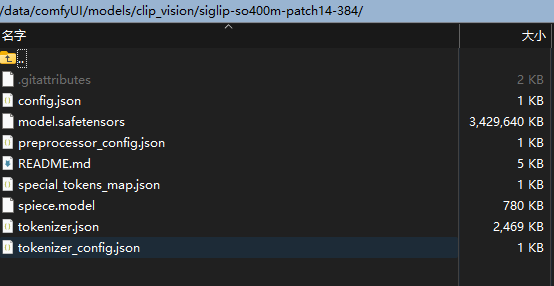 /data/comfyUI/models/clip_vision/siglip-so400m-patch14-384/
名字 大小
..
.gitattributes 2 KB
config.json 1 KB
model.safetensors 3,429,640 KB
preprocessor_config.json 1 KB
README.md 5 KB
special_tokens_map.json 1 KB
spiece.model 780 KB
tokenizer.json 2,469 KB
tokenizer_config.json 1 KB